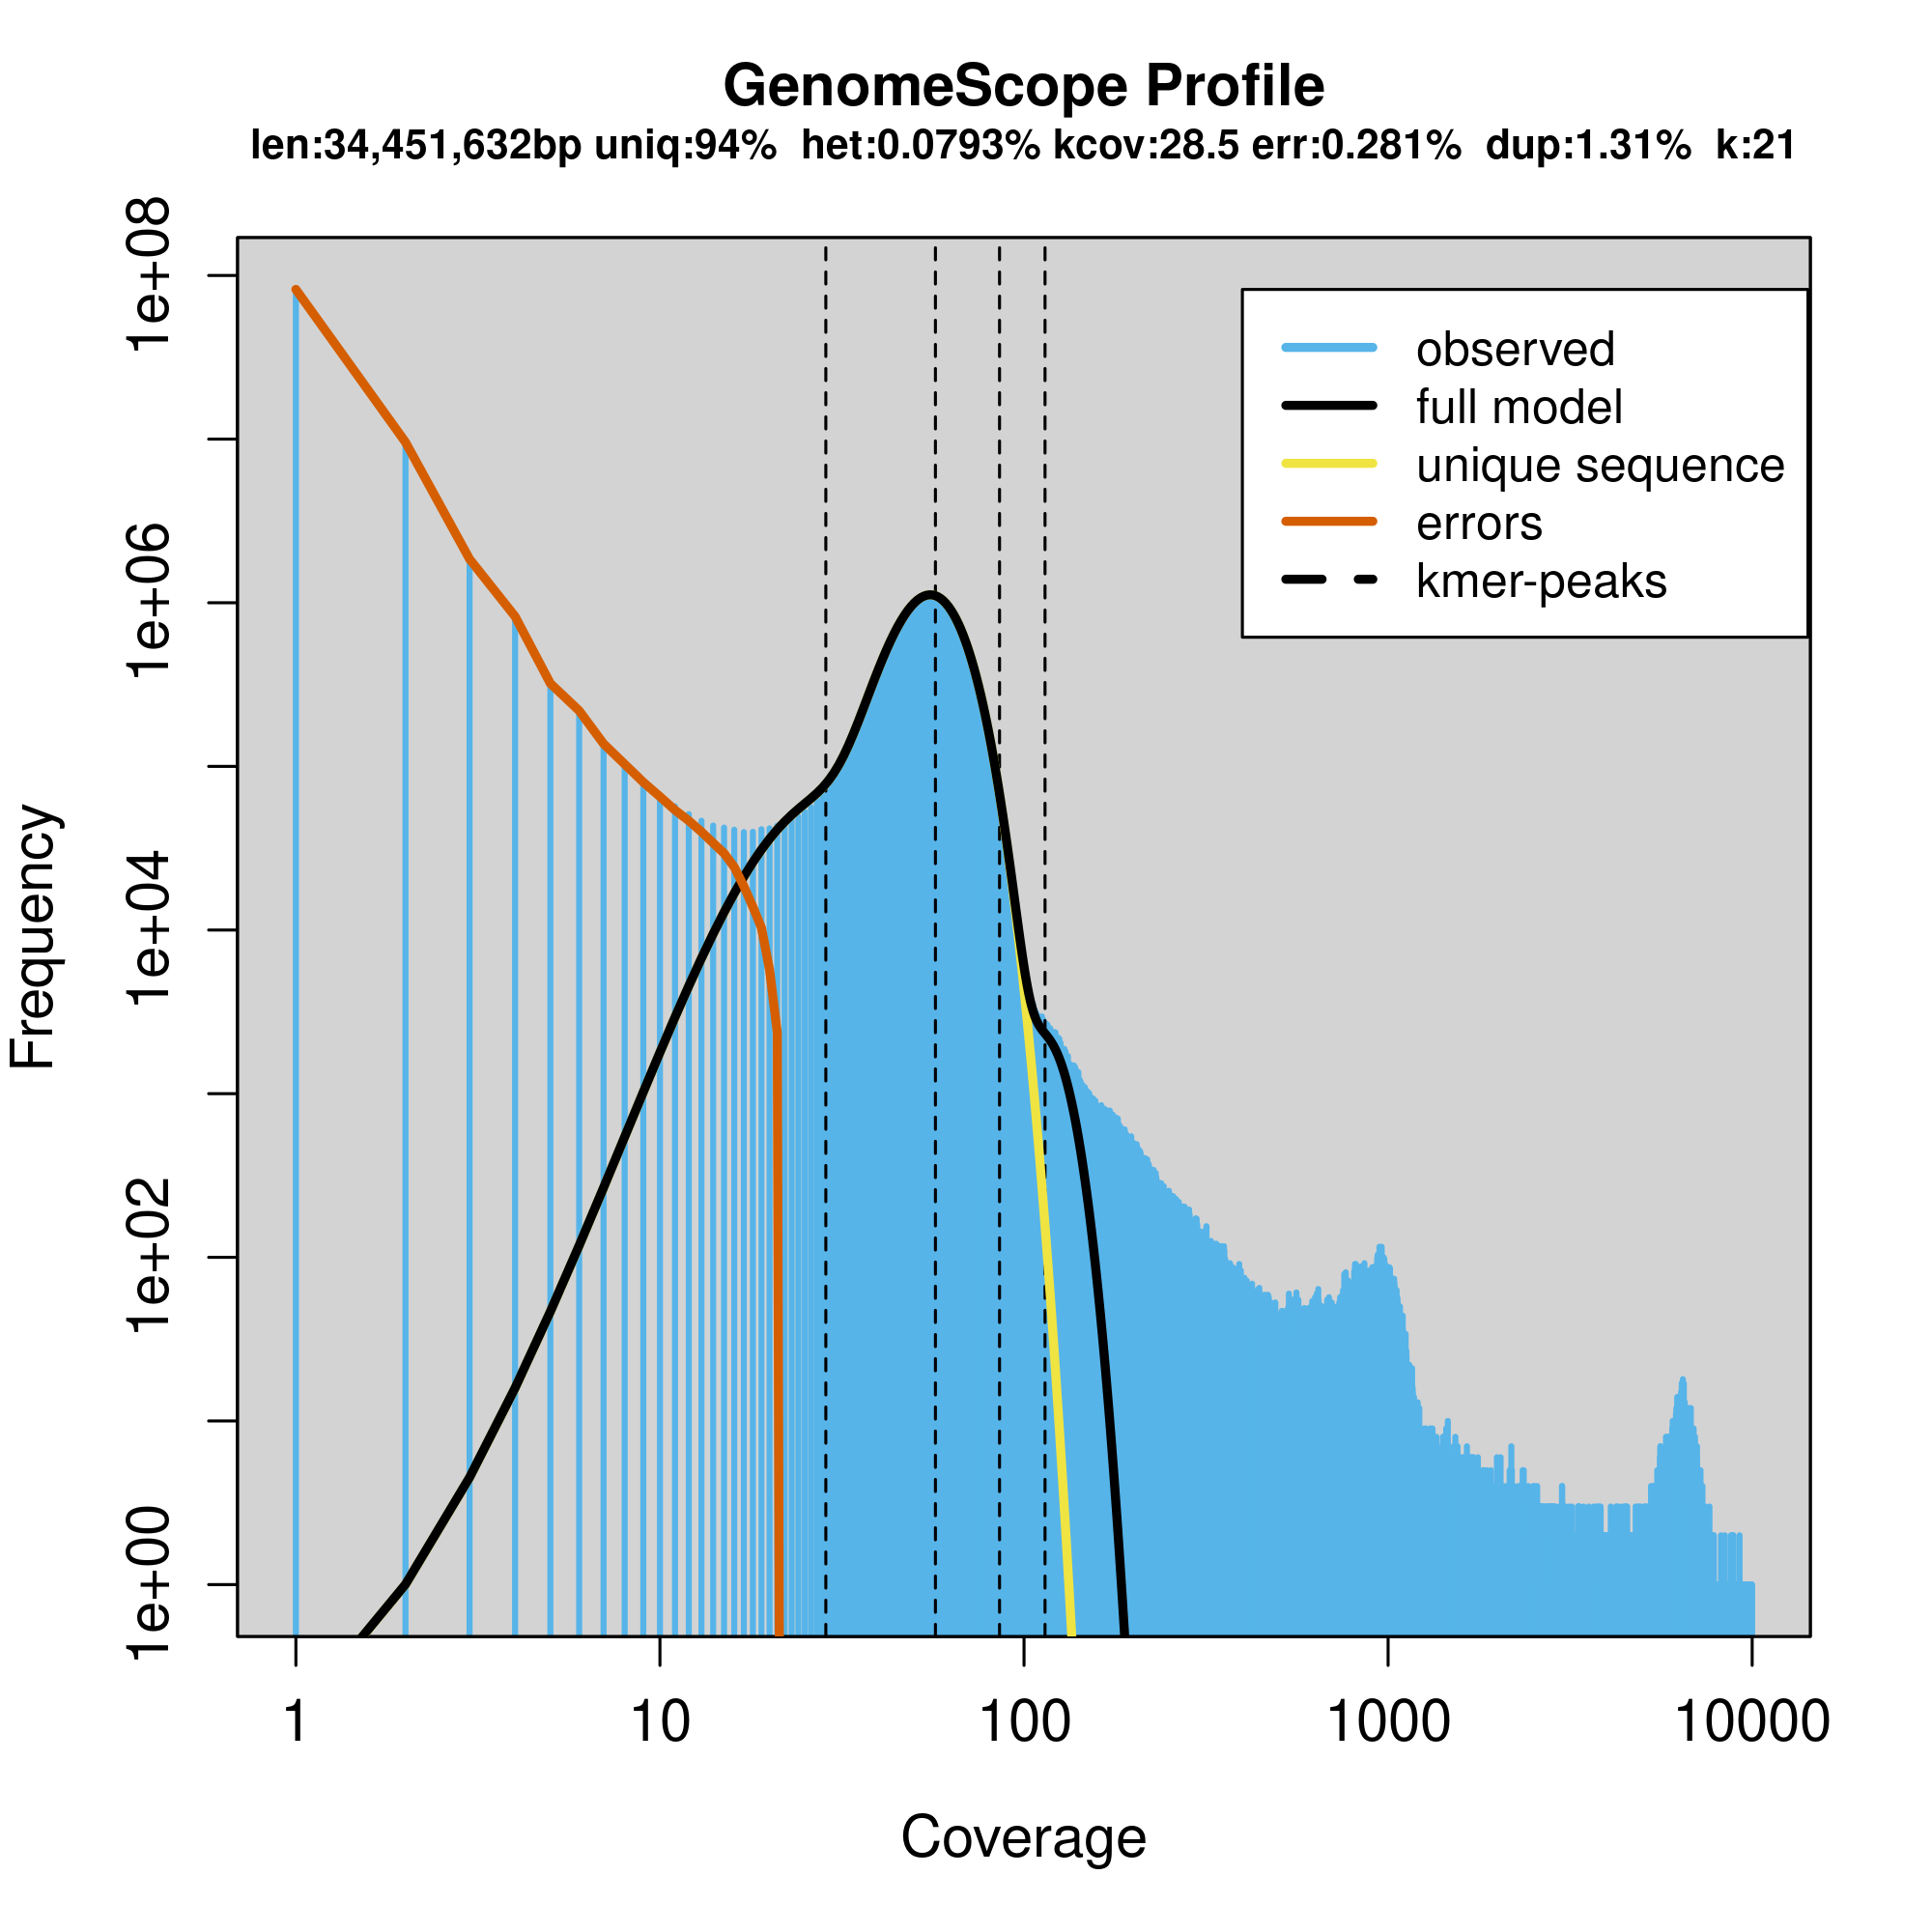 GenomeScope Profile
len:34,451,632bp uniq:94% het:0.0793% kcov:28.5 err:0.281% dup:1.31% k:21
observed
full model
unique sequence
errors
kmer-peaks
Frequency
1e+08
1e+06
1e+04
1e+02
1e+00
1 10 100 1000 10000
Coverage